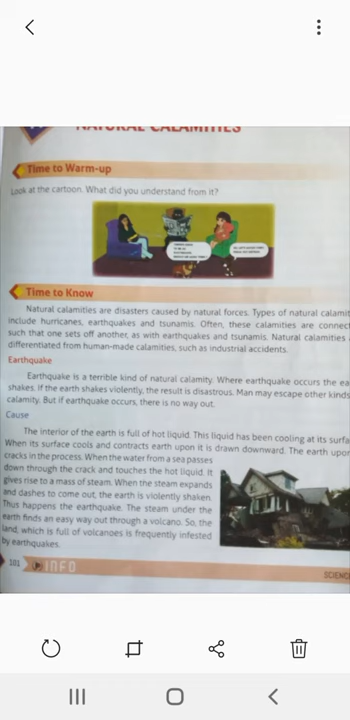 NATURAL CALAMITIES
Time to Warm-up
Look at the cartoon. What did you understand from it?
Time to Know
Natural calamities are disasters caused by natural forces. Types of natural calamit
include hurricanes, earthquakes and tsunamis. Often, these calamities are connect
such that one sets off another, as with earthquakes and tsunamis. Natural calamities
differentiated from human-made calamities, such as industrial accidents.
Earthquake
Earthquake is a terrible kind of natural calamity. Where earthquake occurs the ea
shakes. If the earth shakes violently, the result is disastrous. Man may escape other kinds
calamity. But if earthquake occurs, there is no way out.
Cause
The interior of the earth is full of hot liquid. This liquid has been cooling at its surfa
When its surface cools and contracts earth upon it is drawn downward. The earth upor
cracks in the process. When the water from a sea passes
down through the crack and touches the hot liquid. It
gives rise to a mass of steam. When the steam expands
and dashes to come out, the earth is violently shaken.
Thus happens the earthquake. The steam under the
earth finds an easy way out through a volcano. So, the
land, which is full of volcanoes is frequently infested
by earthquakes.
101 INFO
SCIENC